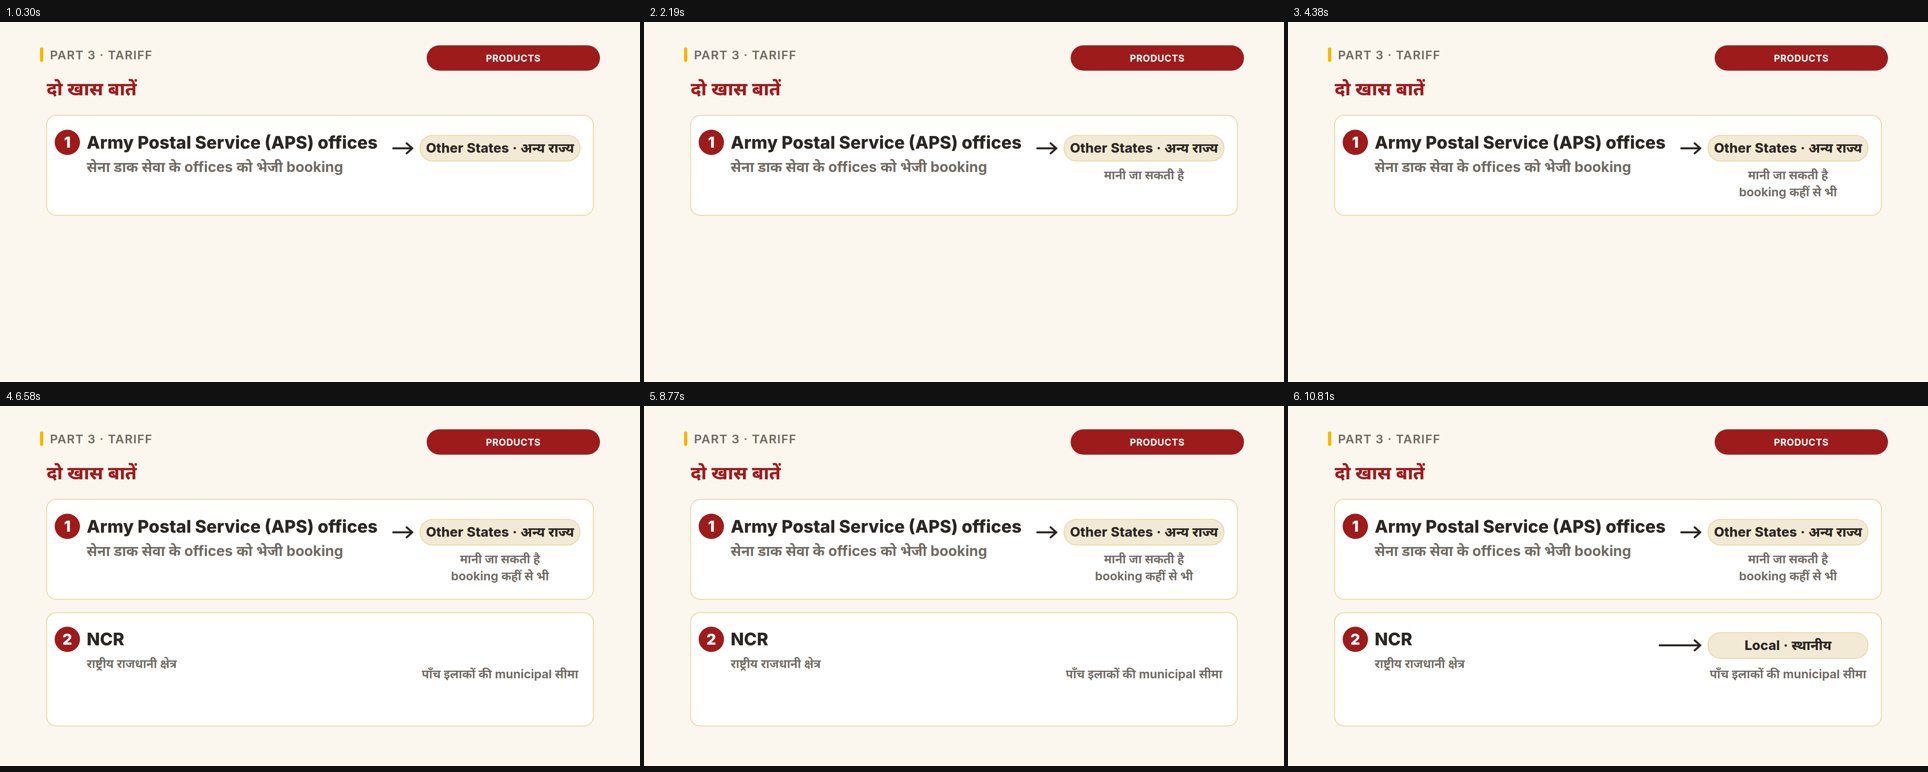 1. 0.30s
PART 3 · TARIFF
PRODUCTS
दो खास बातें
1 Army Postal Service (APS) offices → Other States · अन्य राज्य
सेना डाक सेवा के offices को भेजी booking
2. 2.19s
PART 3 · TARIFF
PRODUCTS
दो खास बातें
1 Army Postal Service (APS) offices → Other States · अन्य राज्य
सेना डाक सेवा के offices को भेजी booking
मानी जा सकती है
3. 4.38s
PART 3 · TARIFF
PRODUCTS
दो खास बातें
1 Army Postal Service (APS) offices → Other States · अन्य राज्य
सेना डाक सेवा के offices को भेजी booking
मानी जा सकती है
booking कहीं से भी
4. 6.58s
PART 3 · TARIFF
PRODUCTS
दो खास बातें
1 Army Postal Service (APS) offices → Other States · अन्य राज्य
सेना डाक सेवा के offices को भेजी booking
मानी जा सकती है
booking कहीं से भी
2 NCR
राष्ट्रीय राजधानी क्षेत्र
पाँच इलाकों की municipal सीमा
5. 8.77s
PART 3 · TARIFF
PRODUCTS
दो खास बातें
1 Army Postal Service (APS) offices → Other States · अन्य राज्य
सेना डाक सेवा के offices को भेजी booking
मानी जा सकती है
booking कहीं से भी
2 NCR
राष्ट्रीय राजधानी क्षेत्र
पाँच इलाकों की municipal सीमा
6. 10.81s
PART 3 · TARIFF
PRODUCTS
दो खास बातें
1 Army Postal Service (APS) offices → Other States · अन्य राज्य
सेना डाक सेवा के offices को भेजी booking
मानी जा सकती है
booking कहीं से भी
2 NCR → Local · स्थानीय
राष्ट्रीय राजधानी क्षेत्र
पाँच इलाकों की municipal सीमा